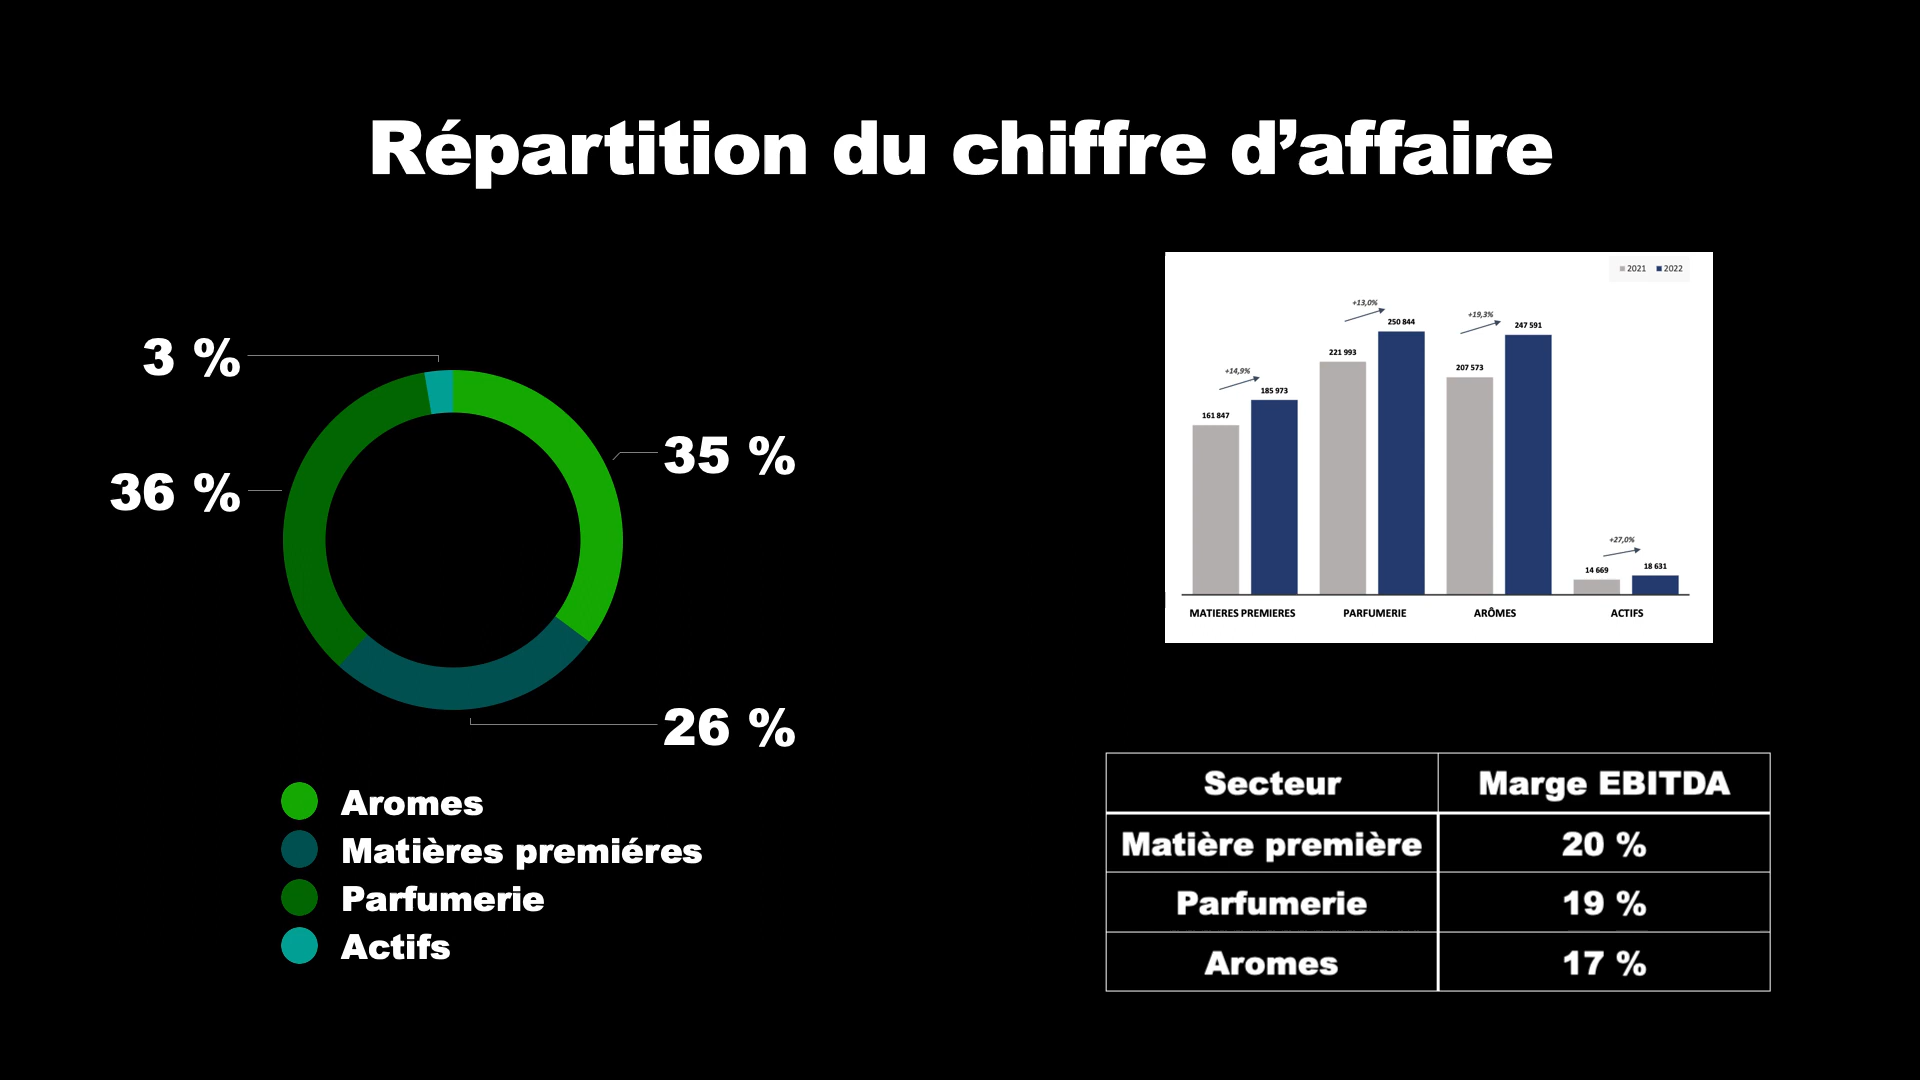 Répartition du chiffre d’affaire
3 %
36 %
35 %
26 %
Aromes
Matières premiéres
Parfumerie
Actifs
2021 2022
+14,9%
161 847
185 973
+13,0%
221 993
250 844
+19,3%
207 573
247 591
+27,0%
14 669
18 631
MATIERES PREMIERES PARFUMERIE ARÔMES ACTIFS
Secteur Marge EBITDA
Matière première 20 %
Parfumerie 19 %
Aromes 17 %